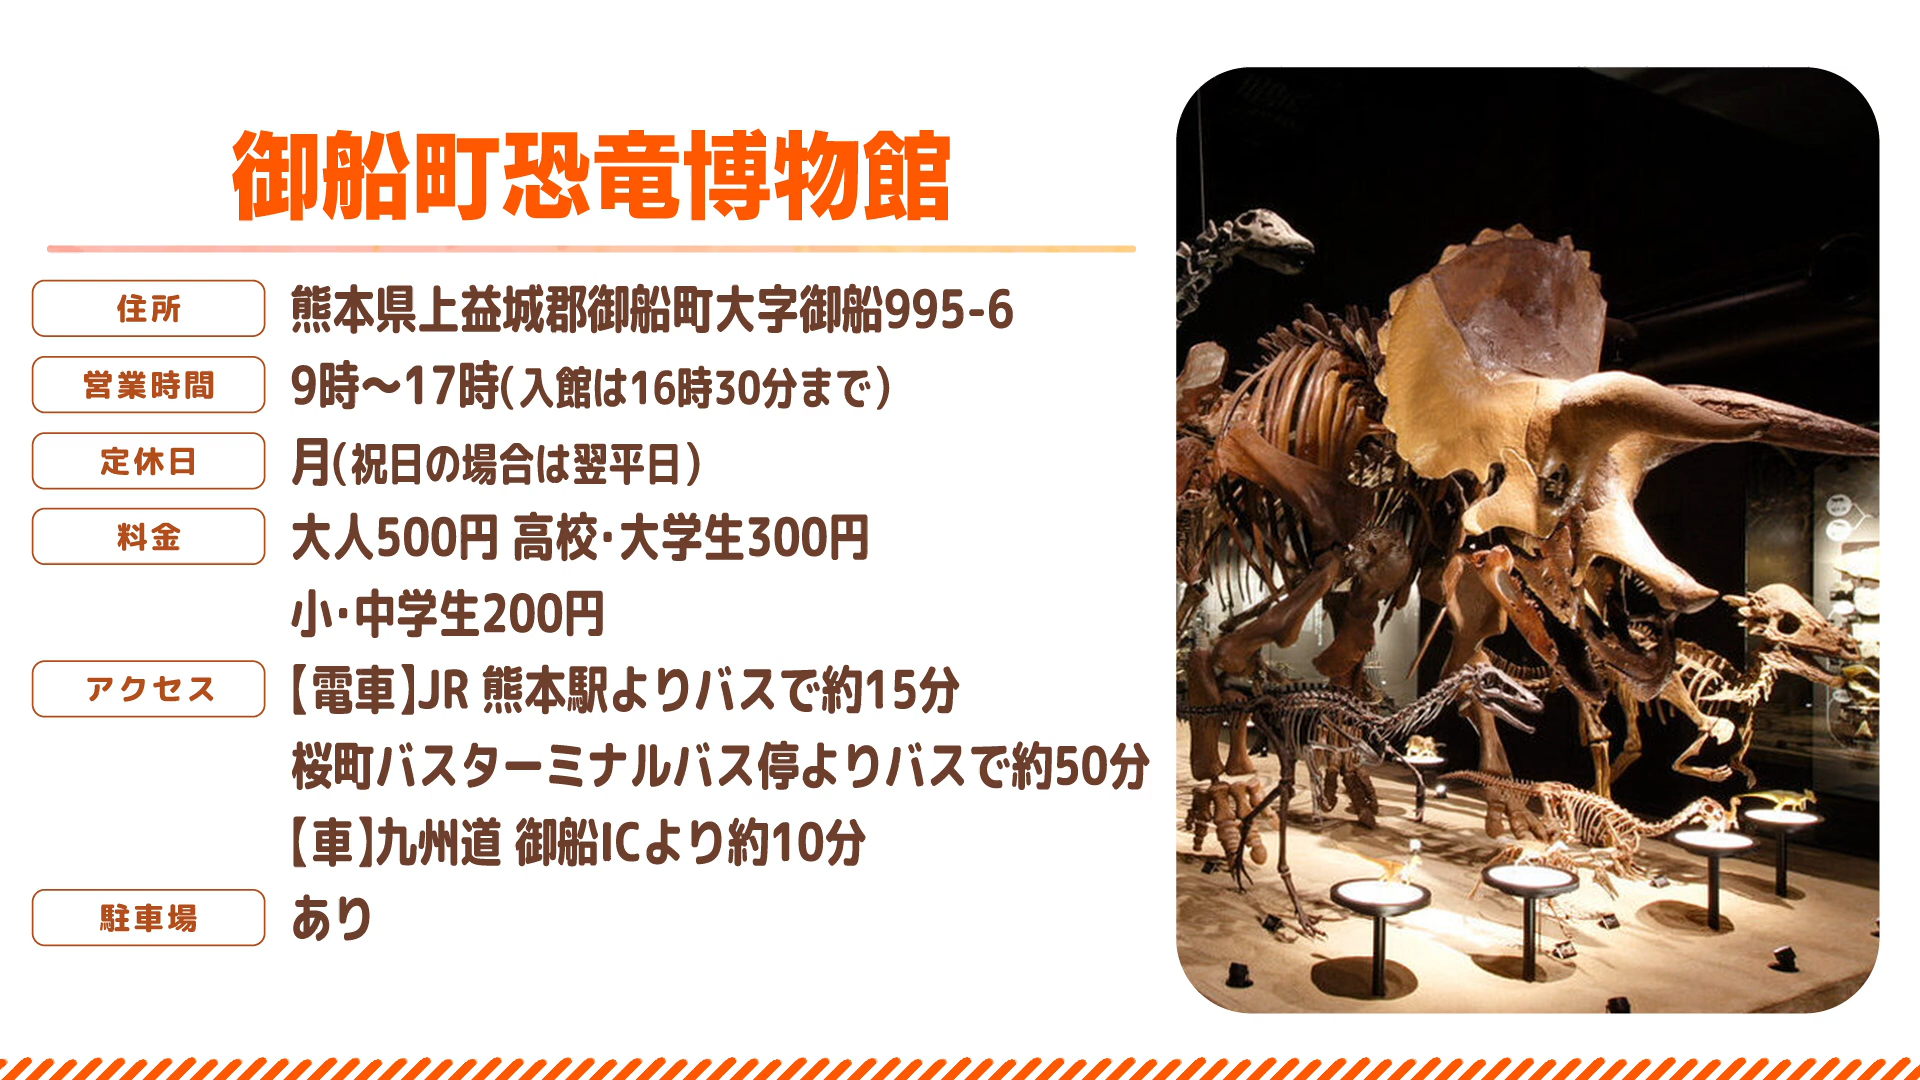 御船町恐竜博物館
住所 熊本県上益城郡御船町大字御船995-6
営業時間 9時～17時(入館は16時30分まで)
定休日 月(祝日の場合は翌平日)
料金 大人500円 高校・大学生300円
小・中学生200円
アクセス 【電車】JR 熊本駅よりバスで約15分
桜町バスターミナルバス停よりバスで約50分
【車】九州道 御船ICより約10分
駐車場 あり